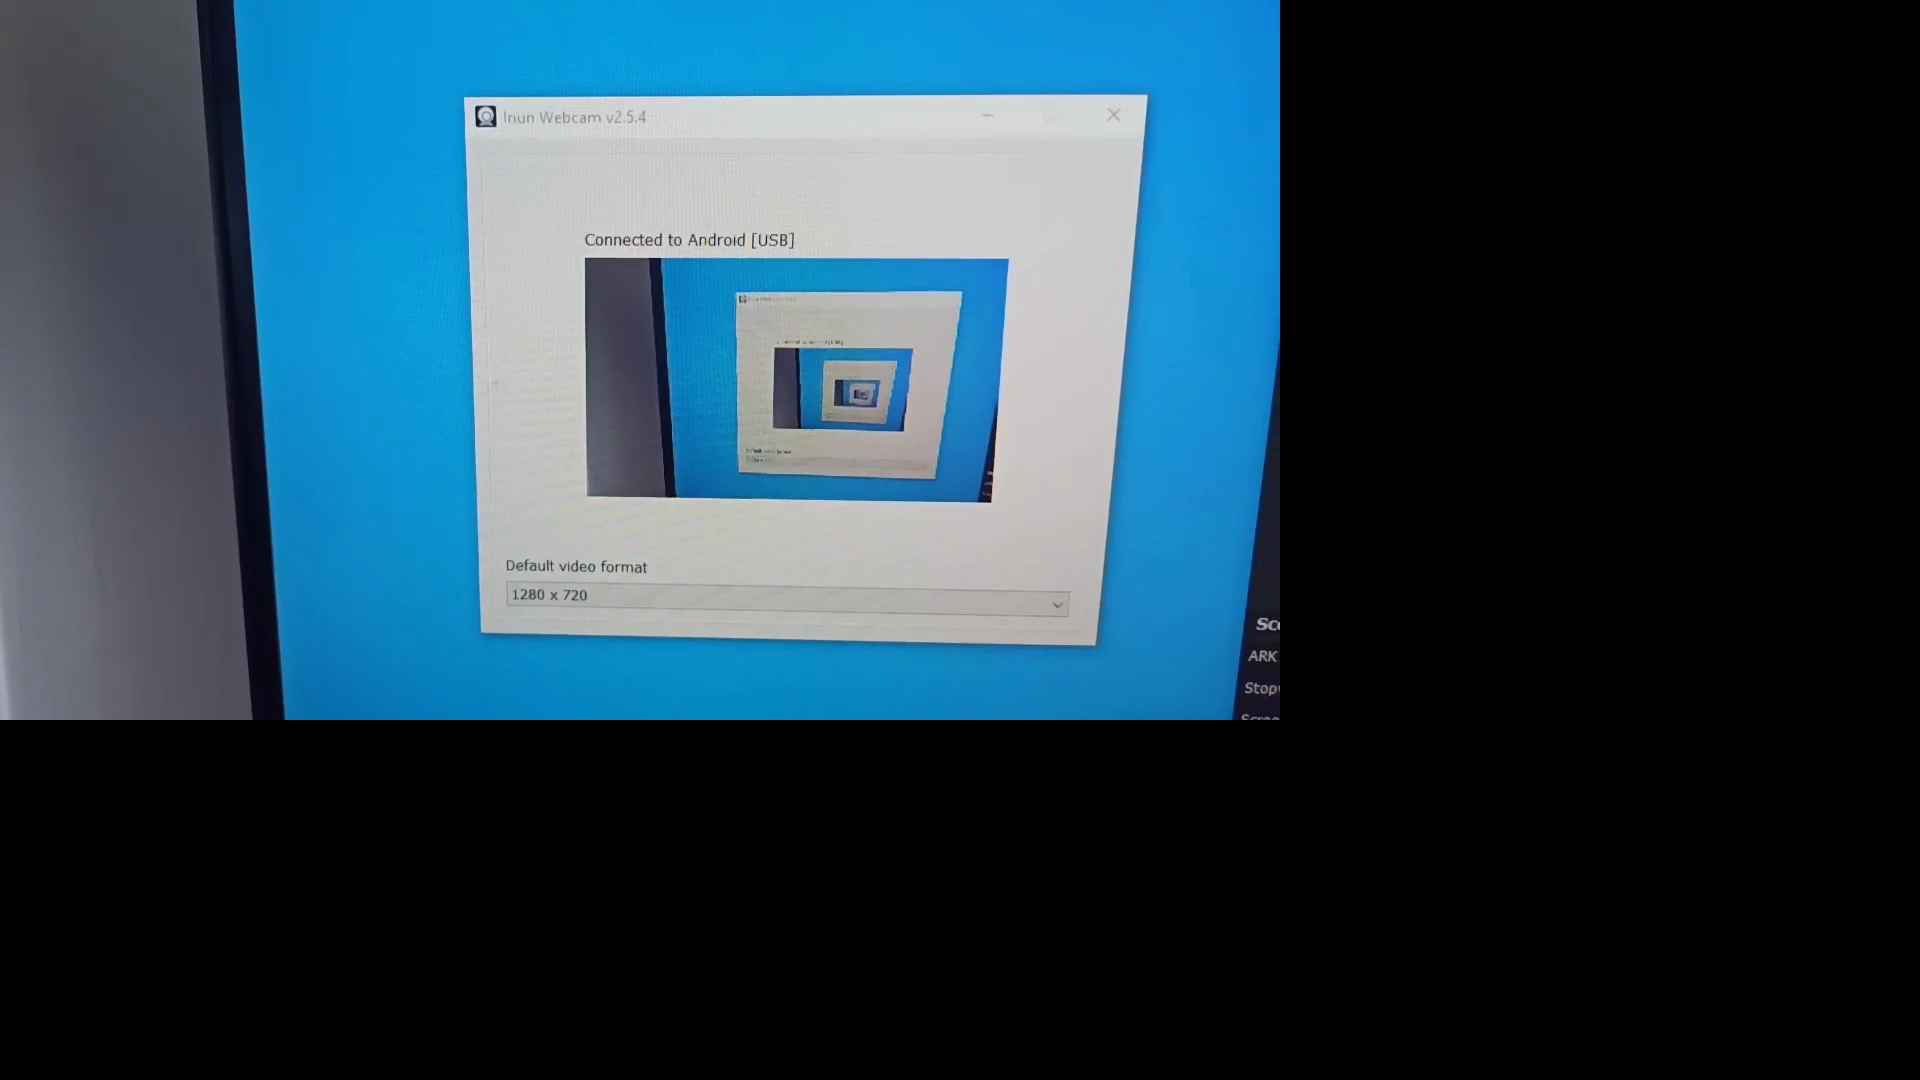 Iriun Webcam v2.5.4
Connected to Android [USB]
Default video format
1280 x 720
ARK